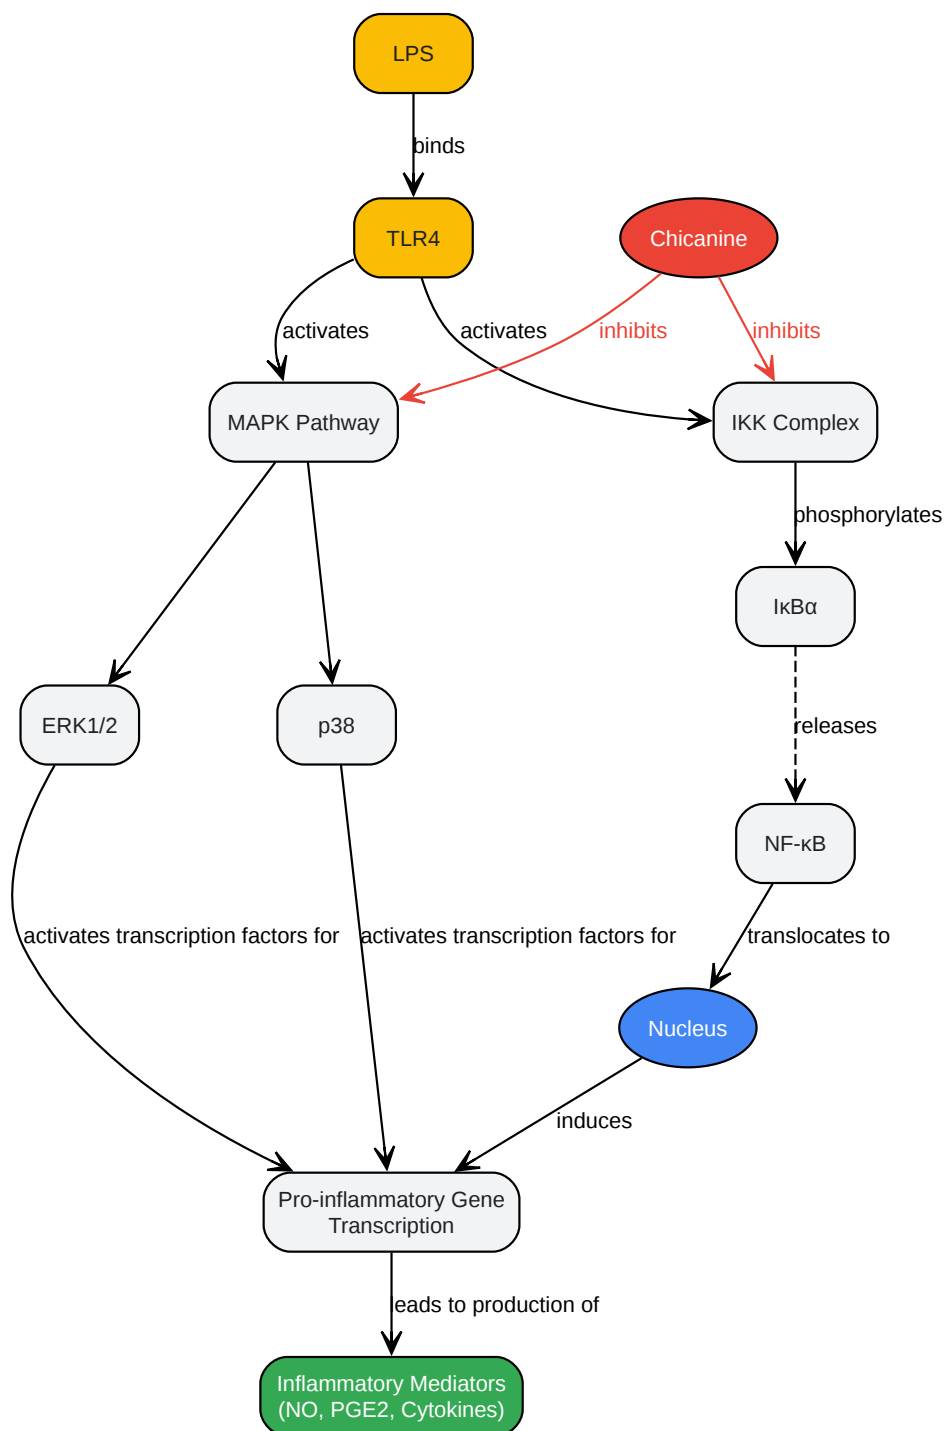 LPS
binds
TLR4
Chicanine
activates
activates
inhibits
inhibits
MAPK Pathway
IKK Complex
phosphorylates
IκBα
ERK1/2
p38
releases
NF-κB
activates transcription factors for
activates transcription factors for
translocates to
Nucleus
induces
Pro-inflammatory Gene
Transcription
leads to production of
Inflammatory Mediators
(NO, PGE2, Cytokines)